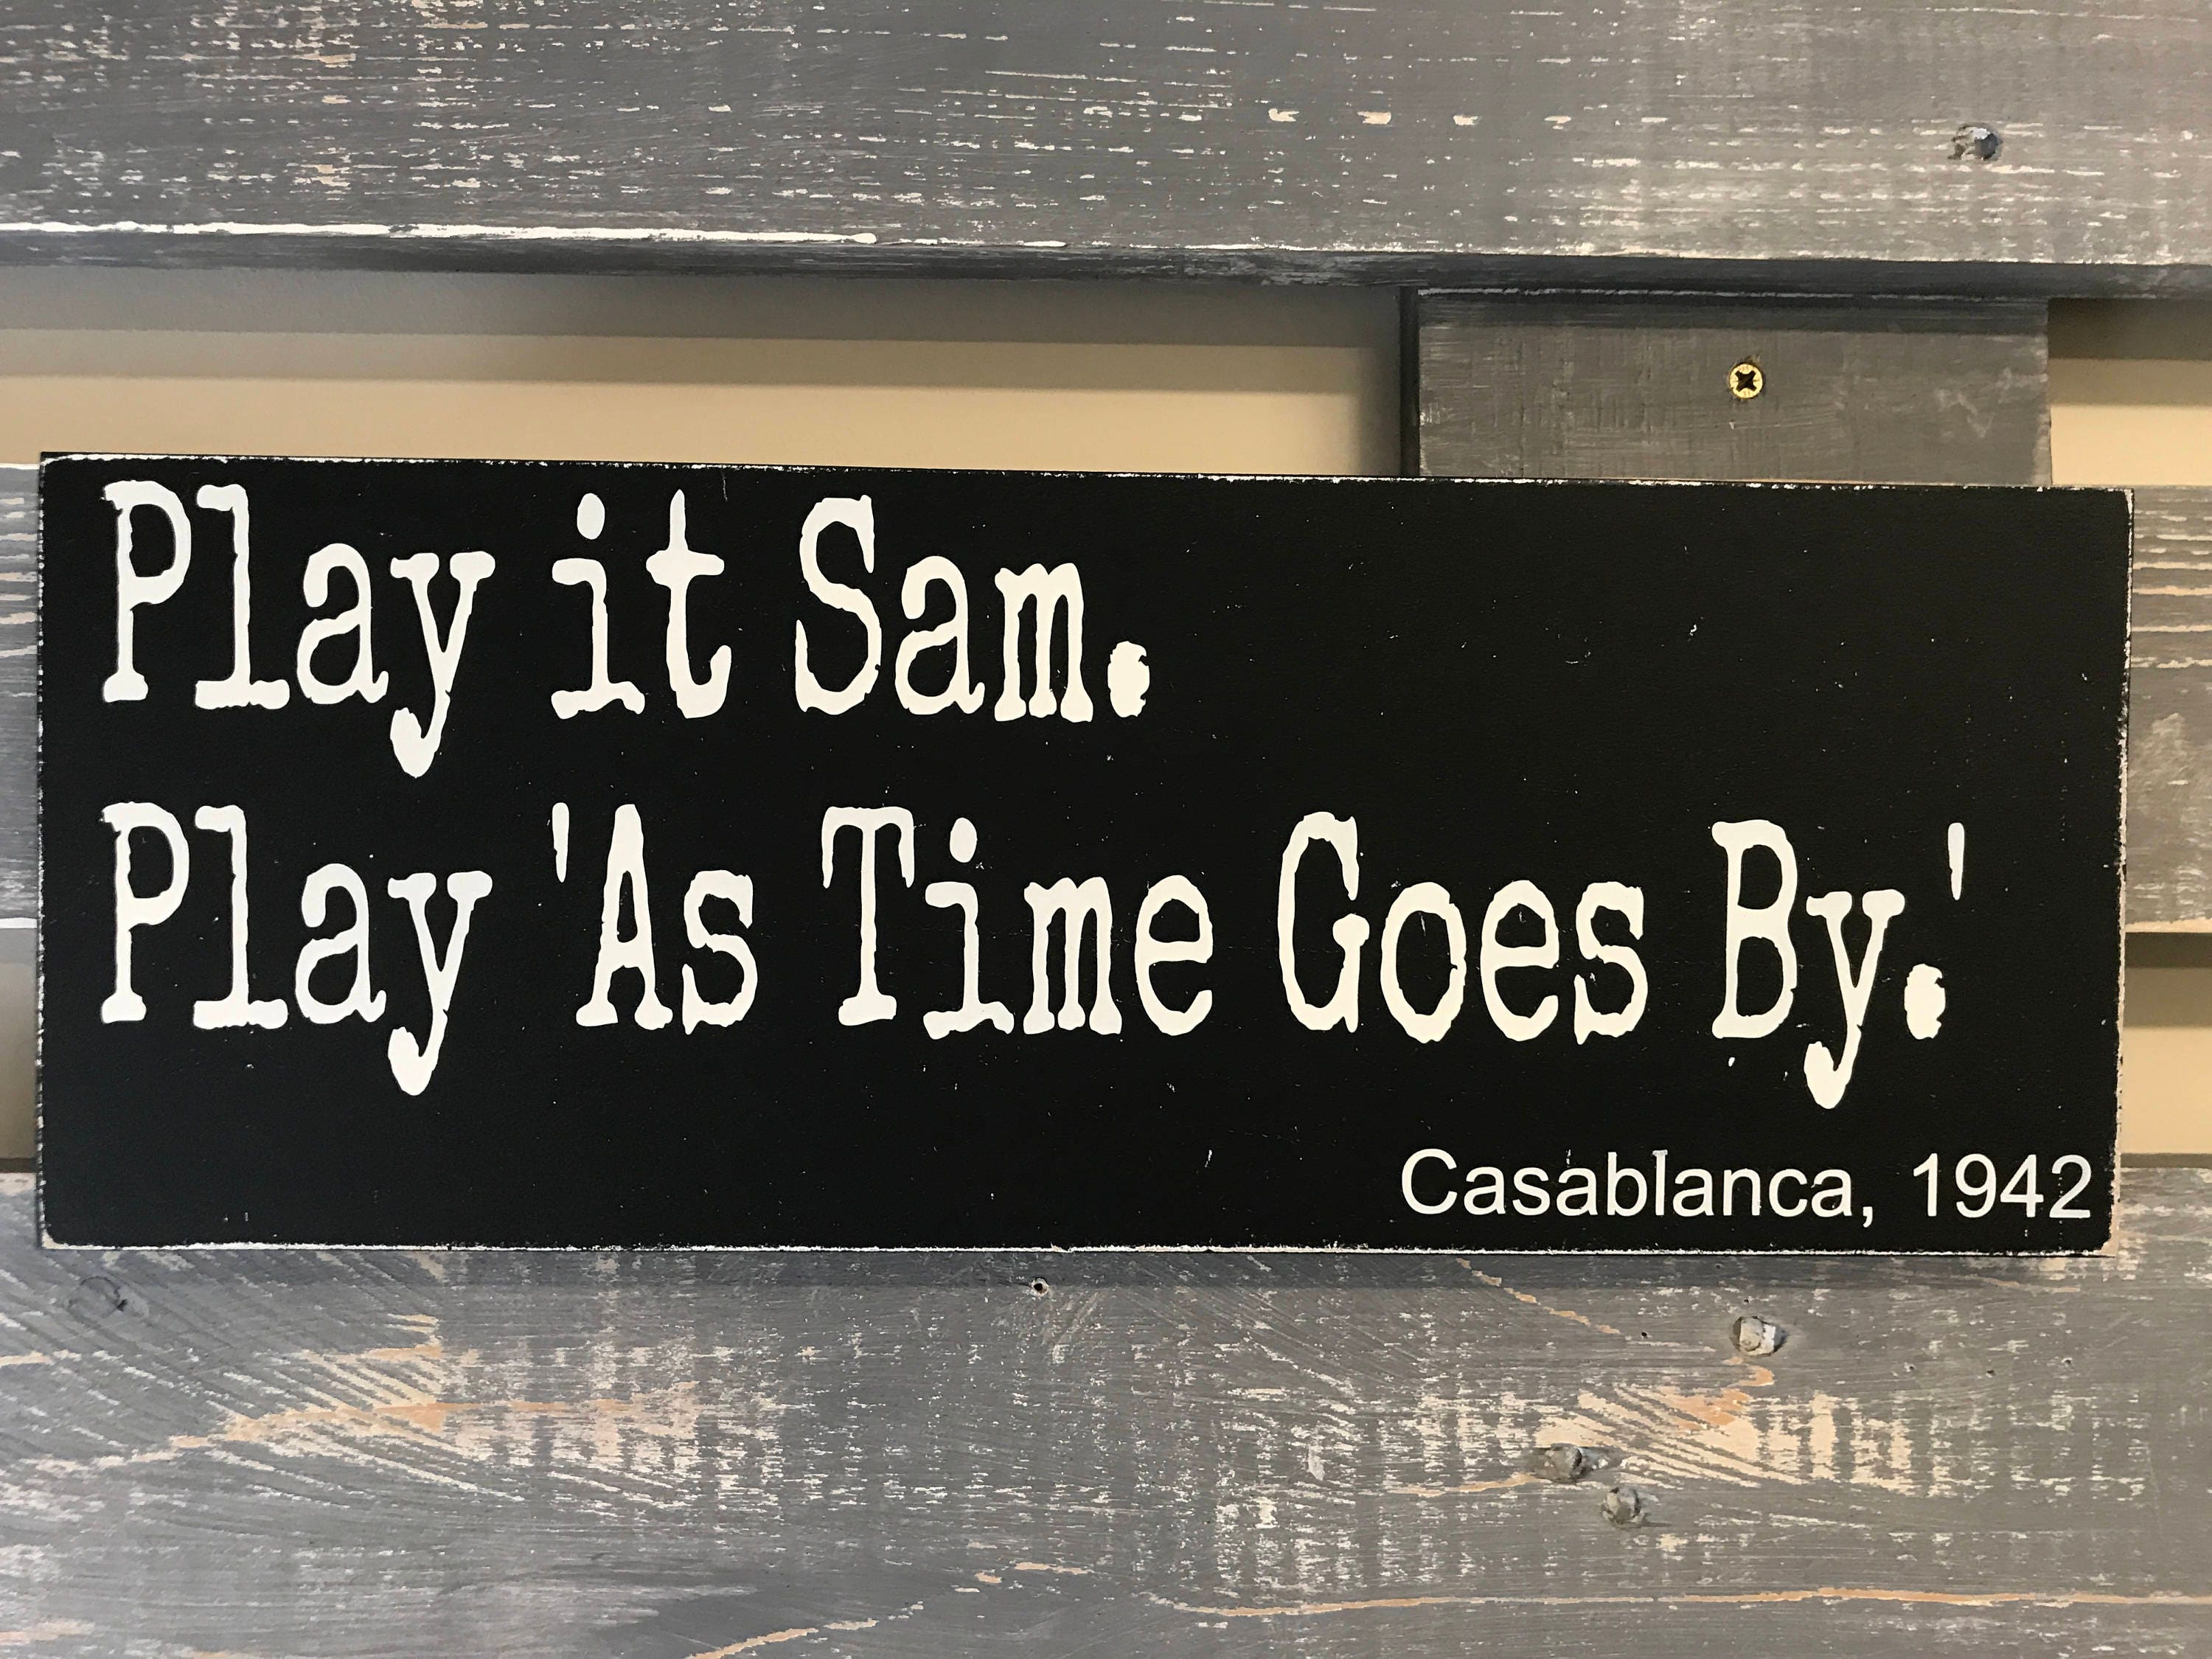 Play it Sam.
Play 'As Time Goes By.'
Casablanca, 1942